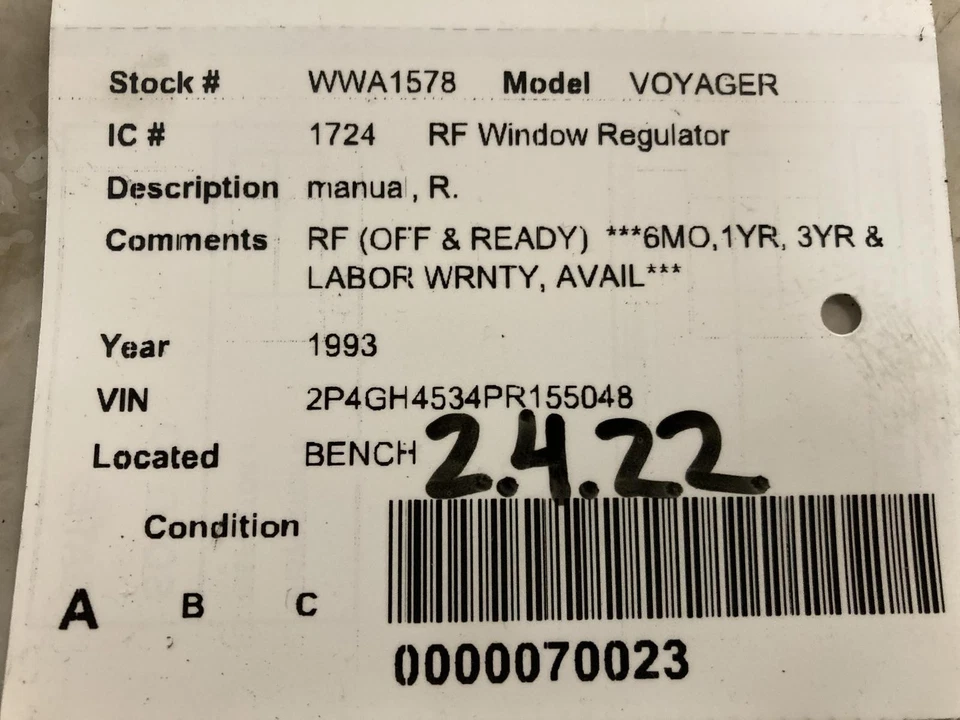 Stock # WWA1578 Model VOYAGER
IC # 1724 RF Window Regulator
Description manual, R.
Comments RF (OFF & READY) ***6MO,1YR, 3YR &
LABOR WRNTY, AVAIL***
Year 1993
VIN 2P4GH4534PR155048
Located BENCH 2.4.22
Condition
A B C
0000070023